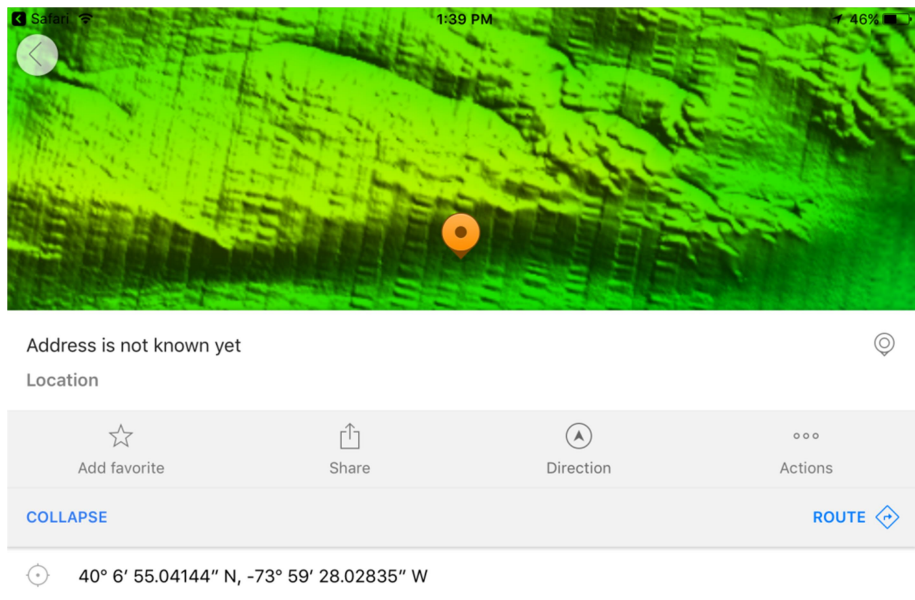 Safari 1:39 PM 46%
Address is not known yet
Location
Add favorite Share Direction Actions
COLLAPSE ROUTE
40° 6′ 55.04144″ N, -73° 59′ 28.02835″ W